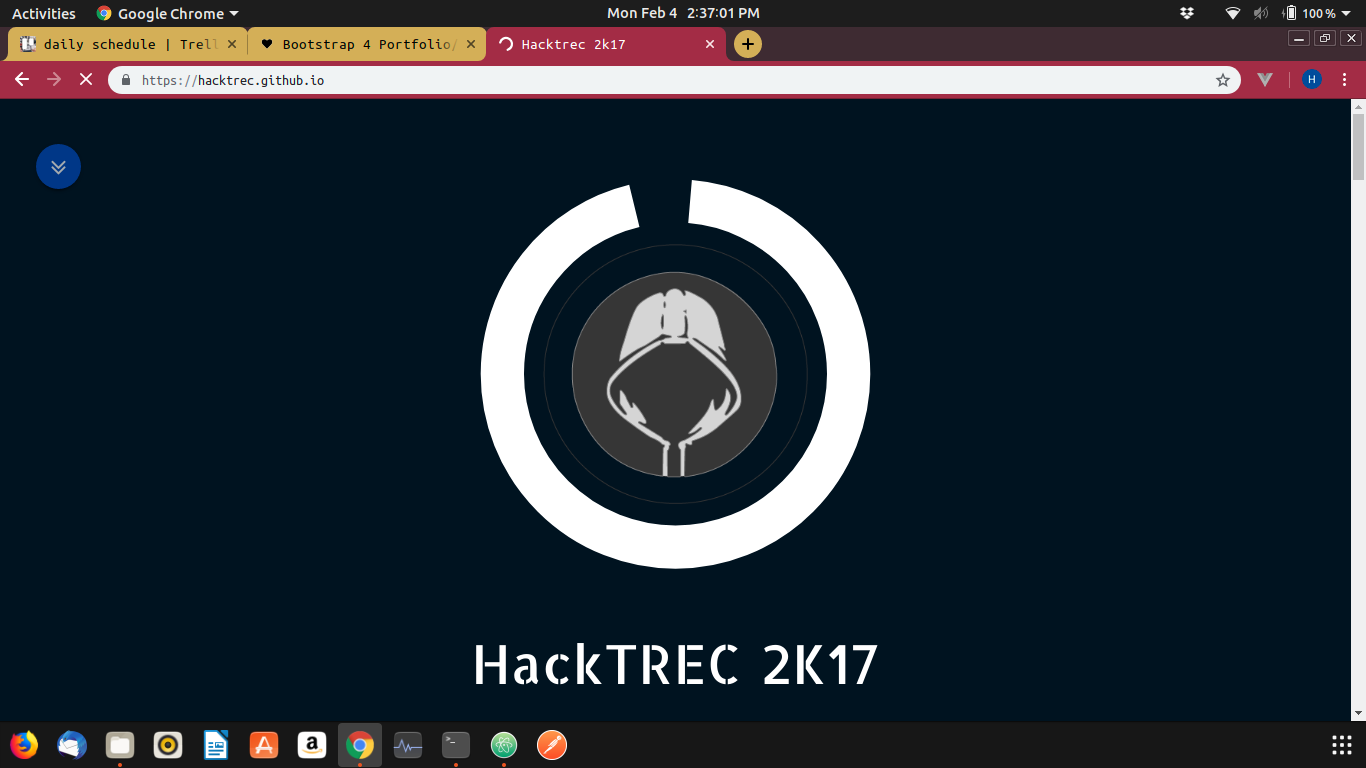 Activities Google Chrome Mon Feb 4 2:37:01 PM 100 %
daily schedule | Trell Bootstrap 4 Portfolio/ Hacktrec 2k17
https://hacktrec.github.io H
HackTREC 2K17